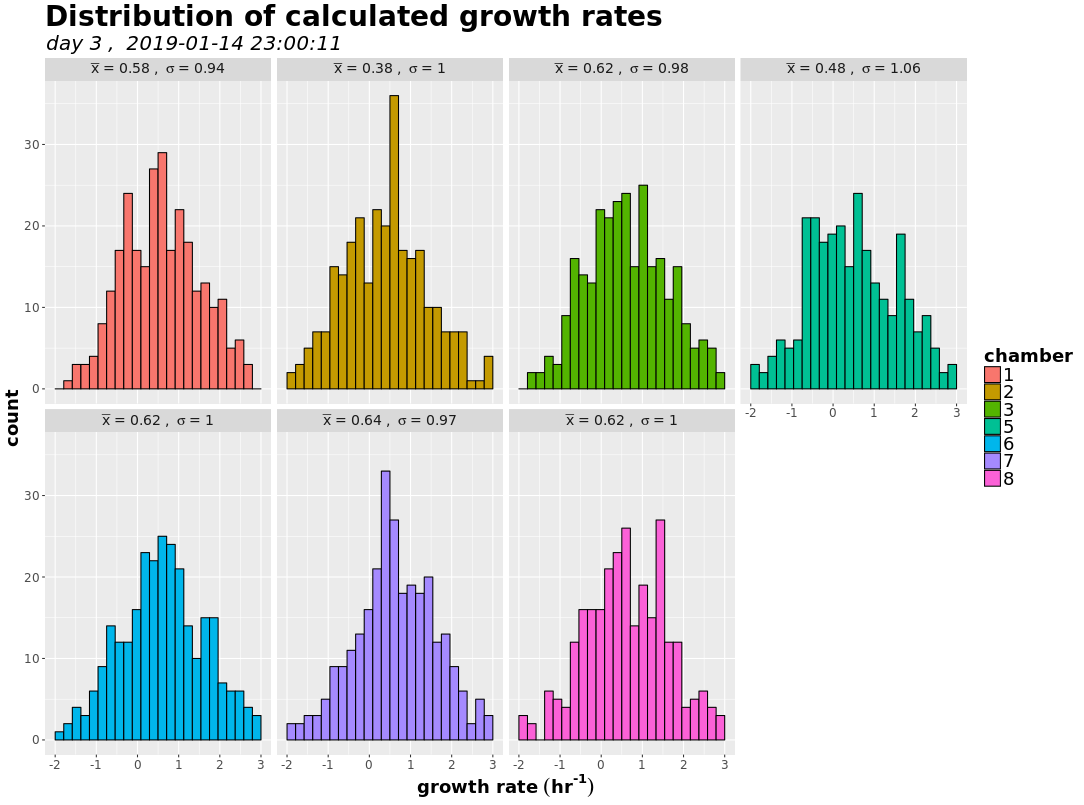 Distribution of calculated growth rates
day 3 ,  2019-01-14 23:00:11
x̅ = 0.58 ,  σ = 0.94
x̅ = 0.38 ,  σ = 1
x̅ = 0.62 ,  σ = 0.98
x̅ = 0.48 ,  σ = 1.06
30
20
10
0
-2 -1 0 1 2 3
x̅ = 0.62 ,  σ = 1
x̅ = 0.64 ,  σ = 0.97
x̅ = 0.62 ,  σ = 1
30
20
10
0
-2 -1 0 1 2 3
-2 -1 0 1 2 3
-2 -1 0 1 2 3
count
growth rate (hr⁻¹)
chamber
1
2
3
5
6
7
8